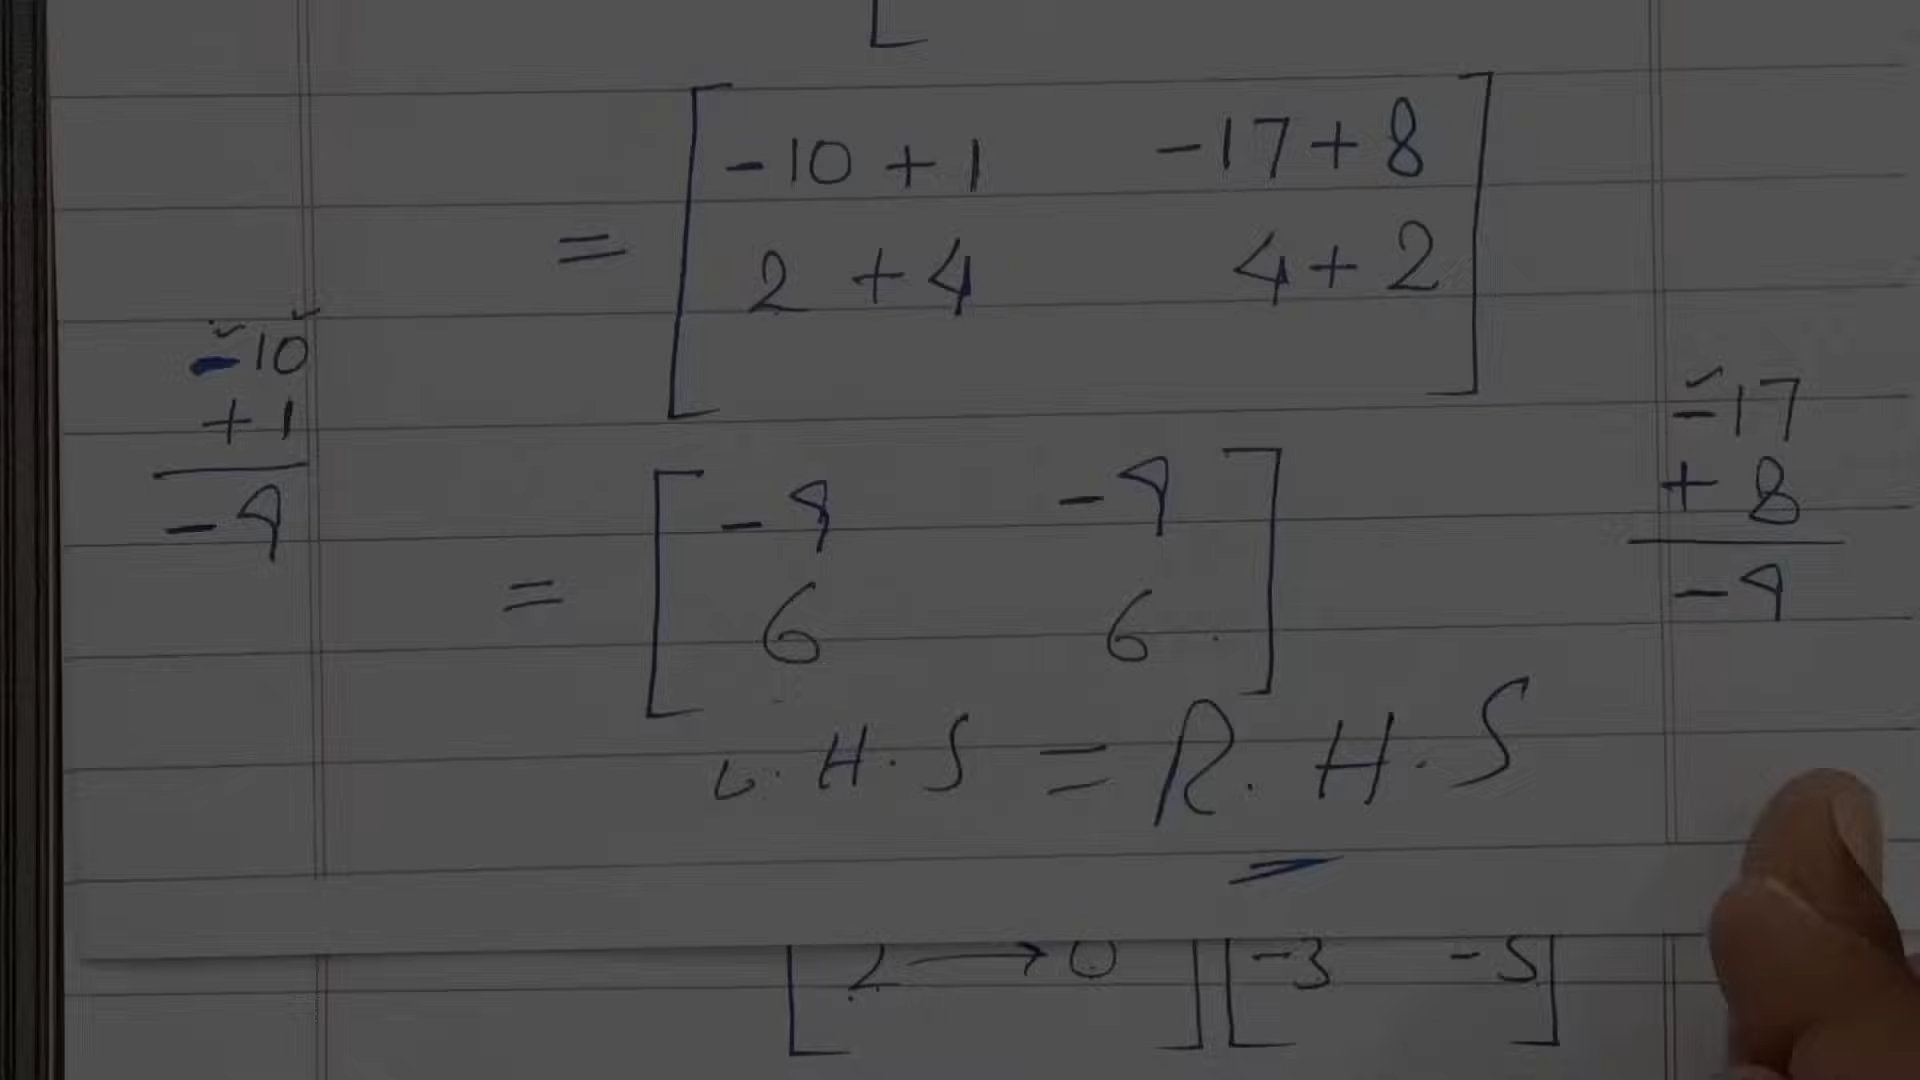 = [ -10 + 1   -17 + 8
2 + 4   4 + 2 ]
-10
+ 1
-9
-17
+ 8
-9
= [ -9   -9
6   6 ]
L.H.S = R.H.S
[ 2 → 0 ] [ -3   -5 ]